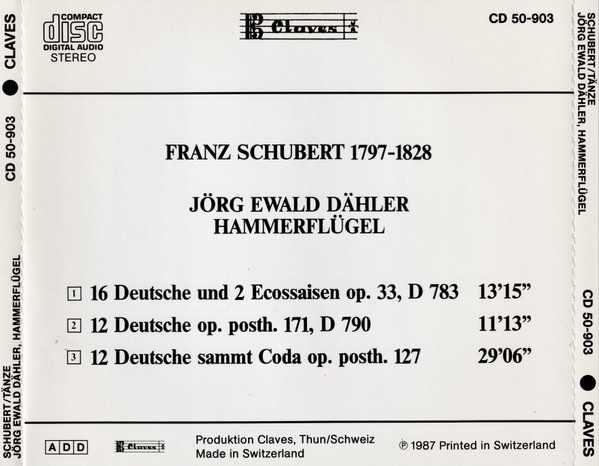 COMPACT
disc
DIGITAL AUDIO
STEREO
Claves
CD 50-903
FRANZ SCHUBERT 1797-1828
JÖRG EWALD DÄHLER
HAMMERFLÜGEL
1 16 Deutsche und 2 Ecossaisen op. 33, D 783 13'15”
2 12 Deutsche op. posth. 171, D 790 11'13”
3 12 Deutsche sammt Coda op. posth. 127 29'06”
A D D
Claves
Produktion Claves, Thun/Schweiz
Made in Switzerland
℗ 1987 Printed in Switzerland
SCHUBERT/TÄNZE
JÖRG EWALD DÄHLER, HAMMERFLÜGEL
CD 50-903
CLAVES
SCHUBERT/TÄNZE
JÖRG EWALD DÄHLER, HAMMERFLÜGEL
CD 50-903
CLAVES